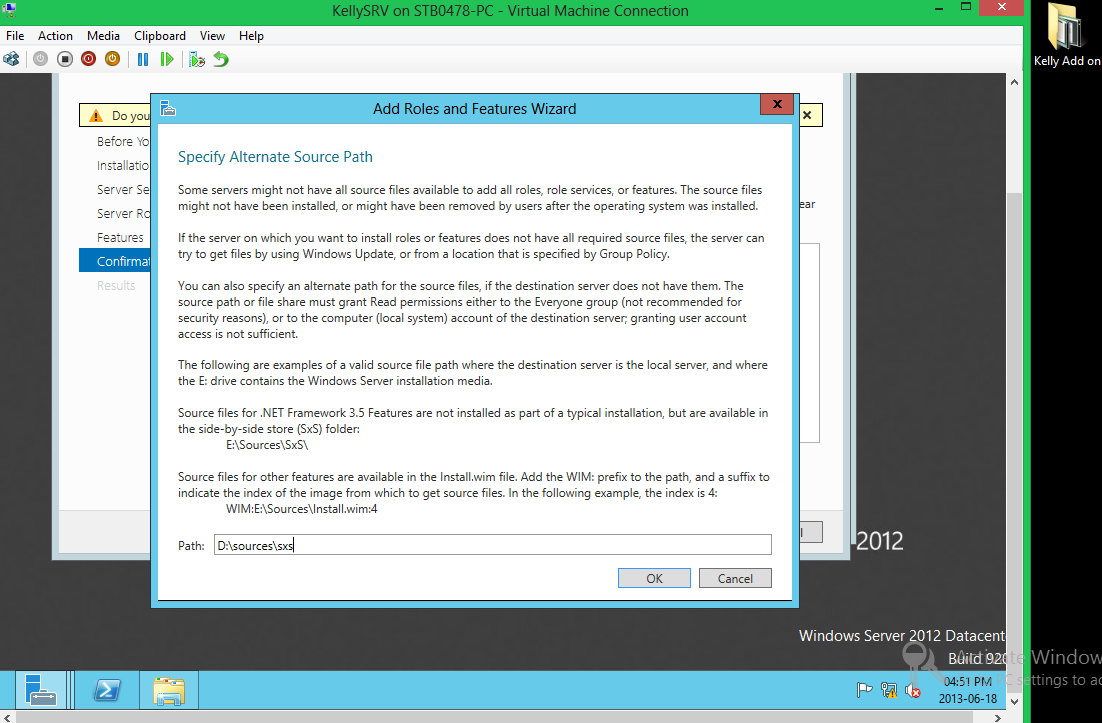 KellySRV on STB0478-PC - Virtual Machine Connection
File Action Media Clipboard View Help
Kelly Add on
Do you
Add Roles and Features Wizard
Before Yo
Installatio
Server Se
Server Ro
Features
Confirmat
Results
ear
Specify Alternate Source Path
Some servers might not have all source files available to add all roles, role services, or features. The source files
might not have been installed, or might have been removed by users after the operating system was installed.
If the server on which you want to install roles or features does not have all required source files, the server can
try to get files by using Windows Update, or from a location that is specified by Group Policy.
You can also specify an alternate path for the source files, if the destination server does not have them. The
source path or file share must grant Read permissions either to the Everyone group (not recommended for
security reasons), or to the computer (local system) account of the destination server; granting user account
access is not sufficient.
The following are examples of a valid source file path where the destination server is the local server, and where
the E: drive contains the Windows Server installation media.
Source files for .NET Framework 3.5 Features are not installed as part of a typical installation, but are available in
the side-by-side store (SxS) folder:
E:\Sources\SxS\
Source files for other features are available in the Install.wim file. Add the WIM: prefix to the path, and a suffix to
indicate the index of the image from which to get source files. In the following example, the index is 4:
WIM:E:\Sources\Install.wim:4
Path: D:\sources\sxs
OK Cancel
2012
Windows Server 2012 Datacent
Build 920
Window
PC settings to ac
04:51 PM
2013-06-18